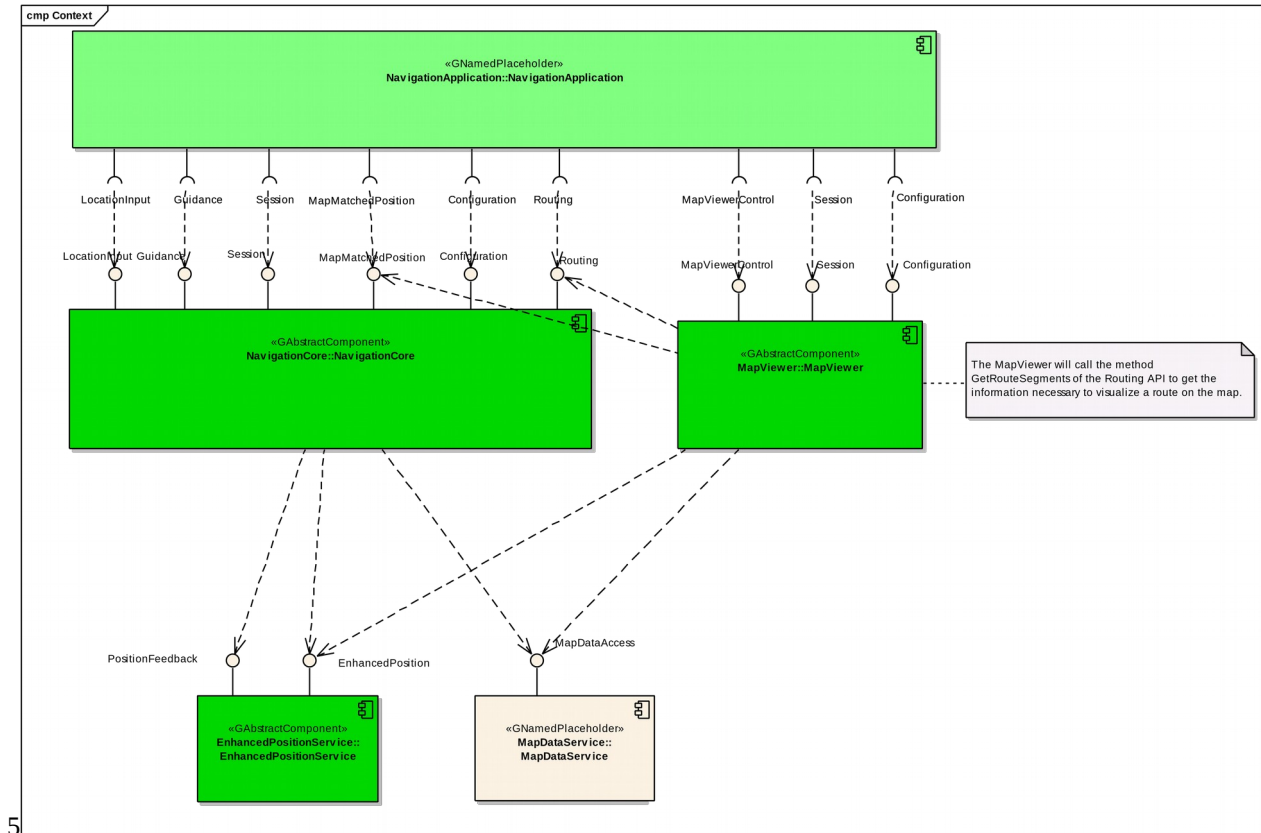 cmp Context
«GNamedPlaceholder»
NavigationApplication::NavigationApplication
LocationInput Guidance Session MapMatchedPosition Configuration Routing MapViewerControl Session Configuration
LocationInput Guidance Session MapMatchedPosition Configuration Routing MapViewerControl Session Configuration
«GAbstractComponent»
NavigationCore::NavigationCore
«GAbstractComponent»
MapViewer::MapViewer
The MapViewer will call the method
GetRouteSegments of the Routing API to get the
information necessary to visualize a route on the map.
PositionFeedback EnhancedPosition MapDataAccess
«GAbstractComponent»
EnhancedPositionService::
EnhancedPositionService
«GNamedPlaceholder»
MapDataService::
MapDataService
5